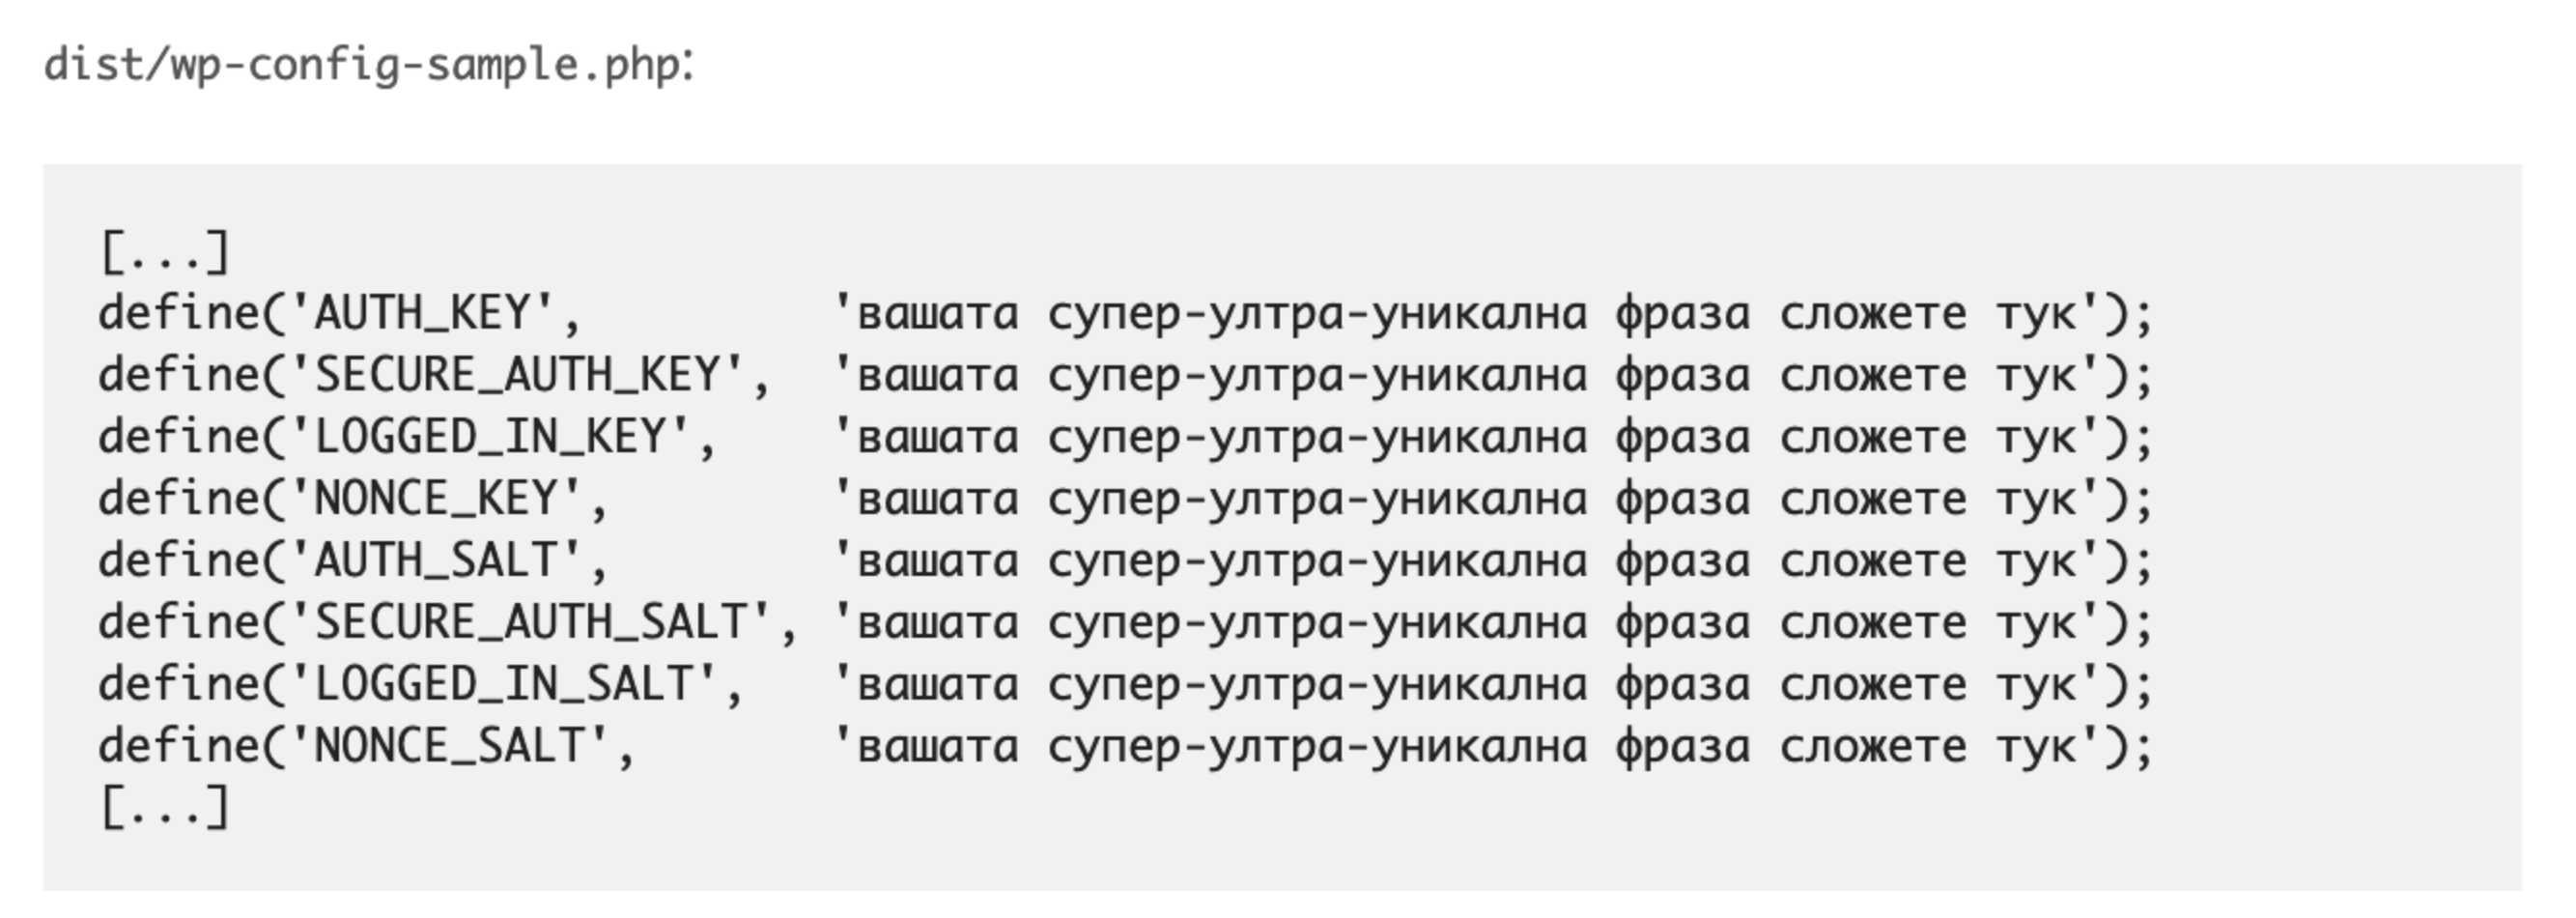 dist/wp-config-sample.php:
[...]
define('AUTH_KEY',         'вашата супер-ултра-уникална фраза сложете тук');
define('SECURE_AUTH_KEY',  'вашата супер-ултра-уникална фраза сложете тук');
define('LOGGED_IN_KEY',    'вашата супер-ултра-уникална фраза сложете тук');
define('NONCE_KEY',        'вашата супер-ултра-уникална фраза сложете тук');
define('AUTH_SALT',        'вашата супер-ултра-уникална фраза сложете тук');
define('SECURE_AUTH_SALT', 'вашата супер-ултра-уникална фраза сложете тук');
define('LOGGED_IN_SALT',   'вашата супер-ултра-уникална фраза сложете тук');
define('NONCE_SALT',       'вашата супер-ултра-уникална фраза сложете тук');
[...]